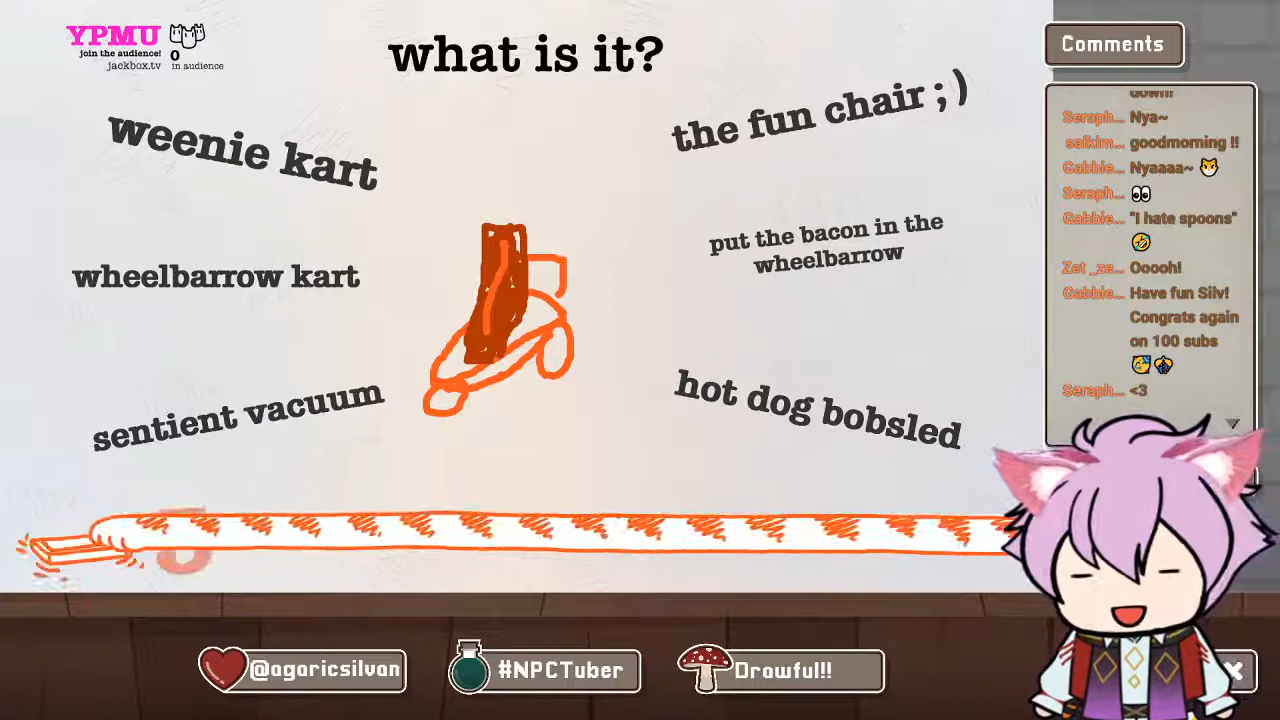 YPMU
join the audience!
jackbox.tv
0
in audience
what is it?
weenie kart
the fun chair ; )
wheelbarrow kart
put the bacon in the
wheelbarrow
sentient vacuum
hot dog bobsled
Comments
down!
Seraph... Nya~
salkim... goodmorning !!
Gabbie... Nyaaaa~
Seraph...
Gabbie... "I hate spoons"
Zet_ze... Ooooh!
Gabbie... Have fun Silv!
Congrats again
on 100 subs
Seraph... <3
@agaricsilvan
#NPCTuber
Drawful!!